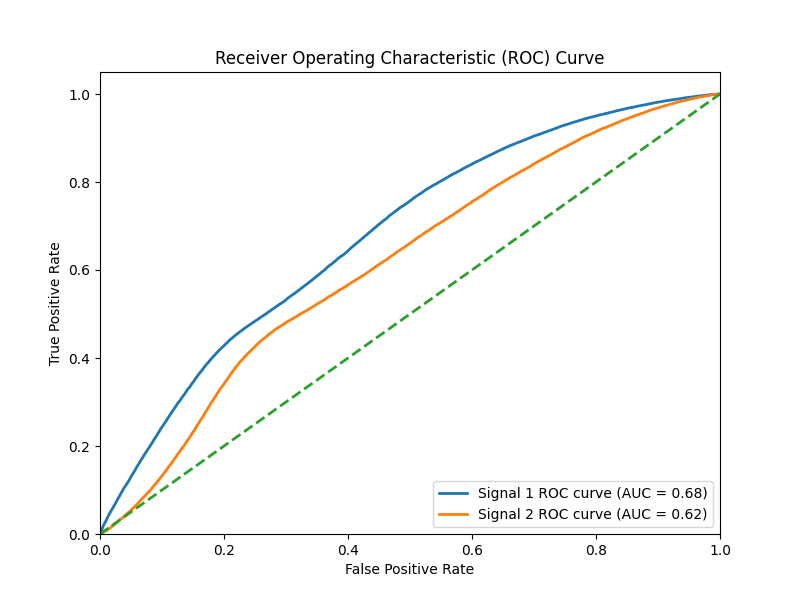 Receiver Operating Characteristic (ROC) Curve
True Positive Rate
1.0
0.8
0.6
0.4
0.2
0.0
Signal 1 ROC curve (AUC = 0.68)
Signal 2 ROC curve (AUC = 0.62)
0.0 0.2 0.4 0.6 0.8 1.0
False Positive Rate